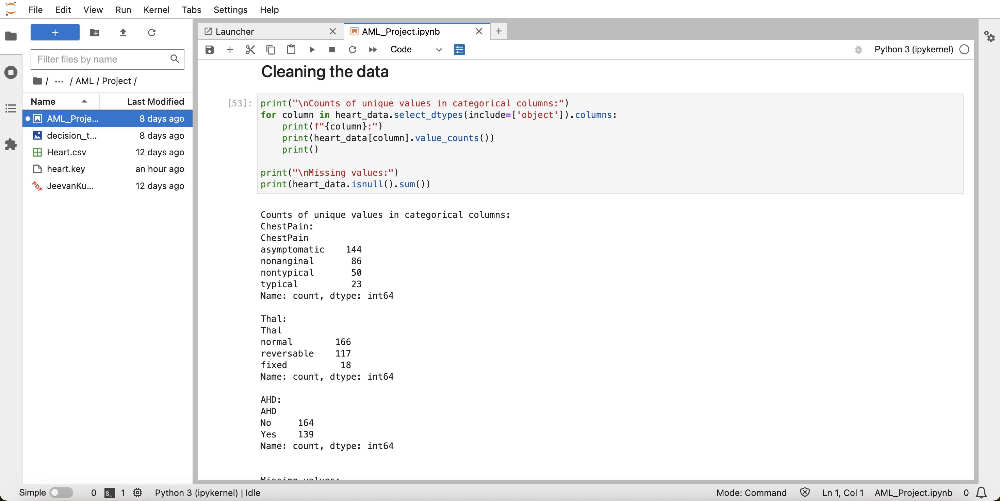 File Edit View Run Kernel Tabs Settings Help
+
Filter files by name
/ ... / AML / Project /
Name Last Modified
AML_Proje... 8 days ago
decision_t... 8 days ago
Heart.csv 12 days ago
heart.key an hour ago
PDF JeevanKu... 12 days ago
Launcher AML_Project.ipynb
Code Python 3 (ipykernel)
Cleaning the data
[53]: print("\nCounts of unique values in categorical columns:")
for column in heart_data.select_dtypes(include=['object']).columns:
    print(f"{column}:")
    print(heart_data[column].value_counts())
    print()
print("\nMissing values:")
print(heart_data.isnull().sum())
Counts of unique values in categorical columns:
ChestPain:
ChestPain
asymptomatic    144
nonanginal       86
nontypical       50
typical          23
Name: count, dtype: int64
Thal:
Thal
normal        166
reversable    117
fixed          18
Name: count, dtype: int64
AHD:
AHD
No     164
Yes    139
Name: count, dtype: int64
Missing values:
Simple 0 $_ 1 Python 3 (ipykernel) | Idle Mode: Command Ln 1, Col 1 AML_Project.ipynb 0